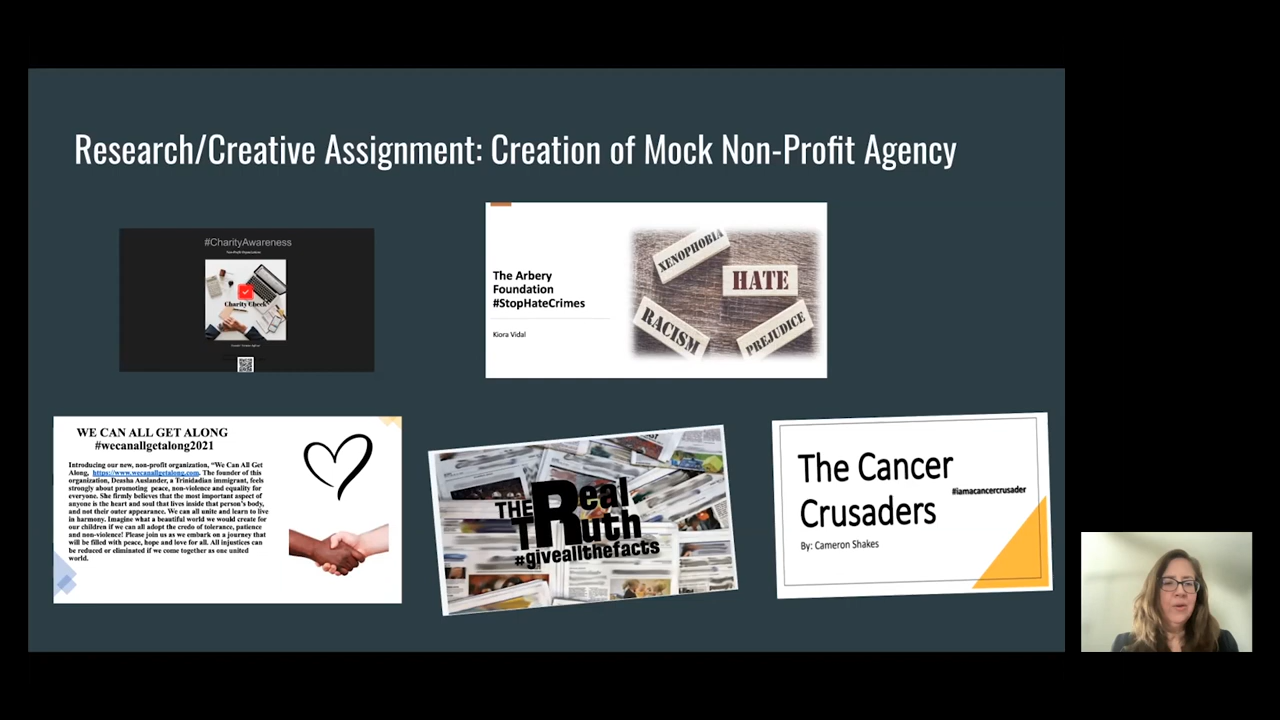 Research/Creative Assignment: Creation of Mock Non-Profit Agency
#CharityAwareness
Non-Profit Organization
Charity Check
The Arbery
Foundation
#StopHateCrimes
Kiora Vidal
XENOPHOBIA
HATE
RACISM
PREJUDICE
WE CAN ALL GET ALONG
#wecanallgetalong2021
Introducing our new, non-profit organization, "We Can All Get
Along, https://www.wecanallgetalong.com. The founder of this
organization, Deasha Auslander, a Trinidadian immigrant, feels
strongly about promoting peace, non-violence and equality for
everyone. She firmly believes that the most important aspect of
anyone is the heart and soul that lives inside that person's body,
and not their outer appearance. We can all unite and learn to live
in harmony. Imagine what a beautiful world we would create for
our children if we can all adopt the credo of tolerance, patience
and non-violence! Please join us as we embark on a journey that
will be filled with peace, hope and love for all. All injustices can
be reduced or eliminated if we come together as one united
world.
THE Real
Truth
#giveallthefacts
The Cancer
Crusaders
#iamacancercrusader
By: Cameron Shakes